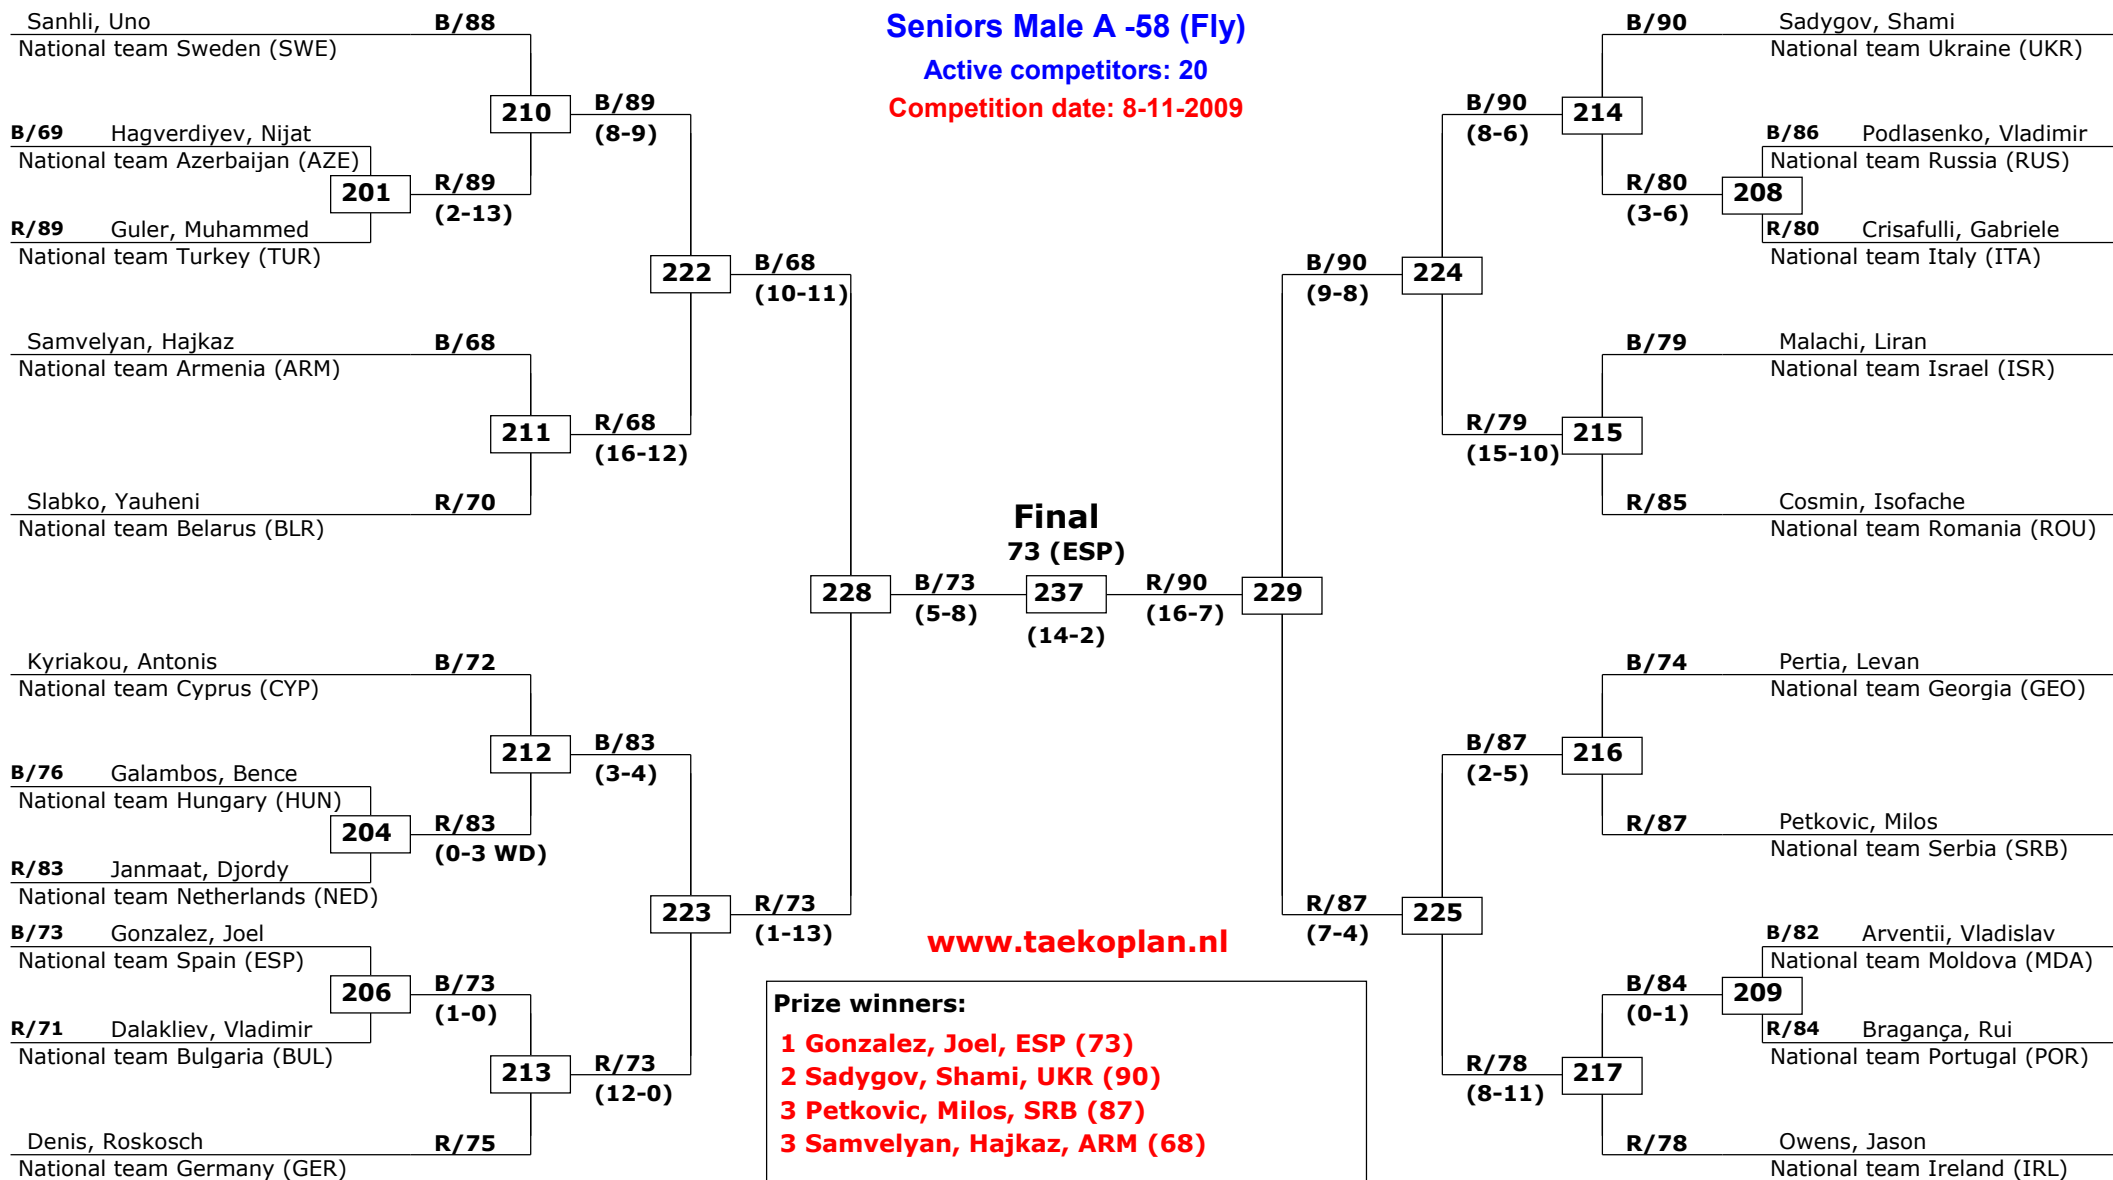 Seniors Male A -58 (Fly)
Active competitors: 20
Competition date: 8-11-2009
Sanhli, Uno B/88
National team Sweden (SWE)
210 B/89
(8-9)
B/69 Hagverdiyev, Nijat
National team Azerbaijan (AZE)
201 R/89
(2-13)
R/89 Guler, Muhammed
National team Turkey (TUR)
222 B/68
(10-11)
Samvelyan, Hajkaz B/68
National team Armenia (ARM)
211 R/68
(16-12)
Slabko, Yauheni R/70
National team Belarus (BLR)
Kyriakou, Antonis B/72
National team Cyprus (CYP)
212 B/83
(3-4)
B/76 Galambos, Bence
National team Hungary (HUN)
204 R/83
(0-3 WD)
R/83 Janmaat, Djordy
National team Netherlands (NED)
223 R/73
(1-13)
B/73 Gonzalez, Joel
National team Spain (ESP)
206 B/73
(1-0)
R/71 Dalakliev, Vladimir
National team Bulgaria (BUL)
213 R/73
(12-0)
Denis, Roskosch R/75
National team Germany (GER)
Final
73 (ESP)
228 B/73 237 R/90 229
(5-8) (14-2) (16-7)
B/90 Sadygov, Shami
National team Ukraine (UKR)
B/90 214
(8-6)
B/86 Podlasenko, Vladimir
National team Russia (RUS)
R/80 208
(3-6)
R/80 Crisafulli, Gabriele
National team Italy (ITA)
B/90 224
(9-8)
B/79 Malachi, Liran
National team Israel (ISR)
R/79 215
(15-10)
R/85 Cosmin, Isofache
National team Romania (ROU)
B/74 Pertia, Levan
National team Georgia (GEO)
B/87 216
(2-5)
R/87 Petkovic, Milos
National team Serbia (SRB)
R/87 225
(7-4)
B/82 Arventii, Vladislav
National team Moldova (MDA)
B/84 209
(0-1)
R/84 Bragança, Rui
National team Portugal (POR)
R/78 217
(8-11)
R/78 Owens, Jason
National team Ireland (IRL)
www.taekoplan.nl
Prize winners:
1 Gonzalez, Joel, ESP (73)
2 Sadygov, Shami, UKR (90)
3 Petkovic, Milos, SRB (87)
3 Samvelyan, Hajkaz, ARM (68)